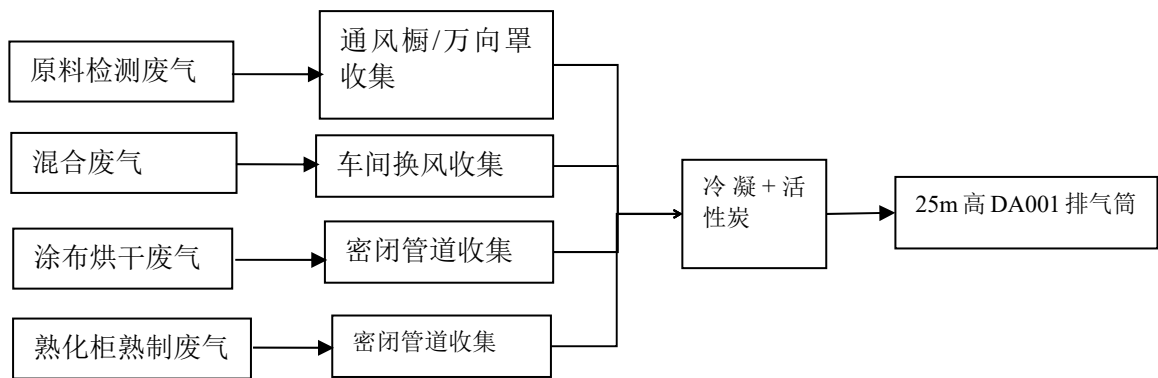 原料检测废气
通风橱/万向罩
收集
混合废气
车间换风收集
涂布烘干废气
密闭管道收集
熟化柜熟制废气
密闭管道收集
冷凝+活
性炭
25m高DA001排气筒